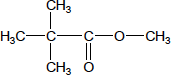 CH₃
H₃C C C O CH₃
CH₃ O